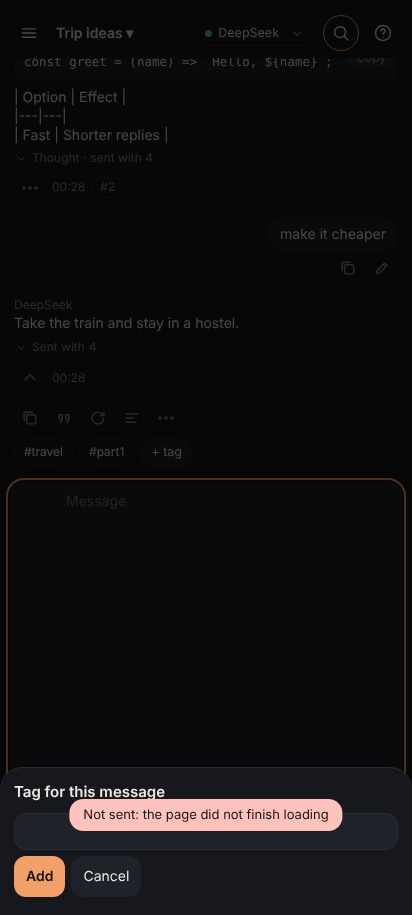 Trip ideas ▾
DeepSeek
const greet = (name) => `Hello, ${name}`;
Copy
| Option | Effect |
|---|---|
| Fast | Shorter replies |
Thought · sent with 4
00:28 #2
make it cheaper
DeepSeek
Take the train and stay in a hostel.
Sent with 4
00:28
#travel #part1 + tag
Message
Tag for this message
Not sent: the page did not finish loading
Add Cancel